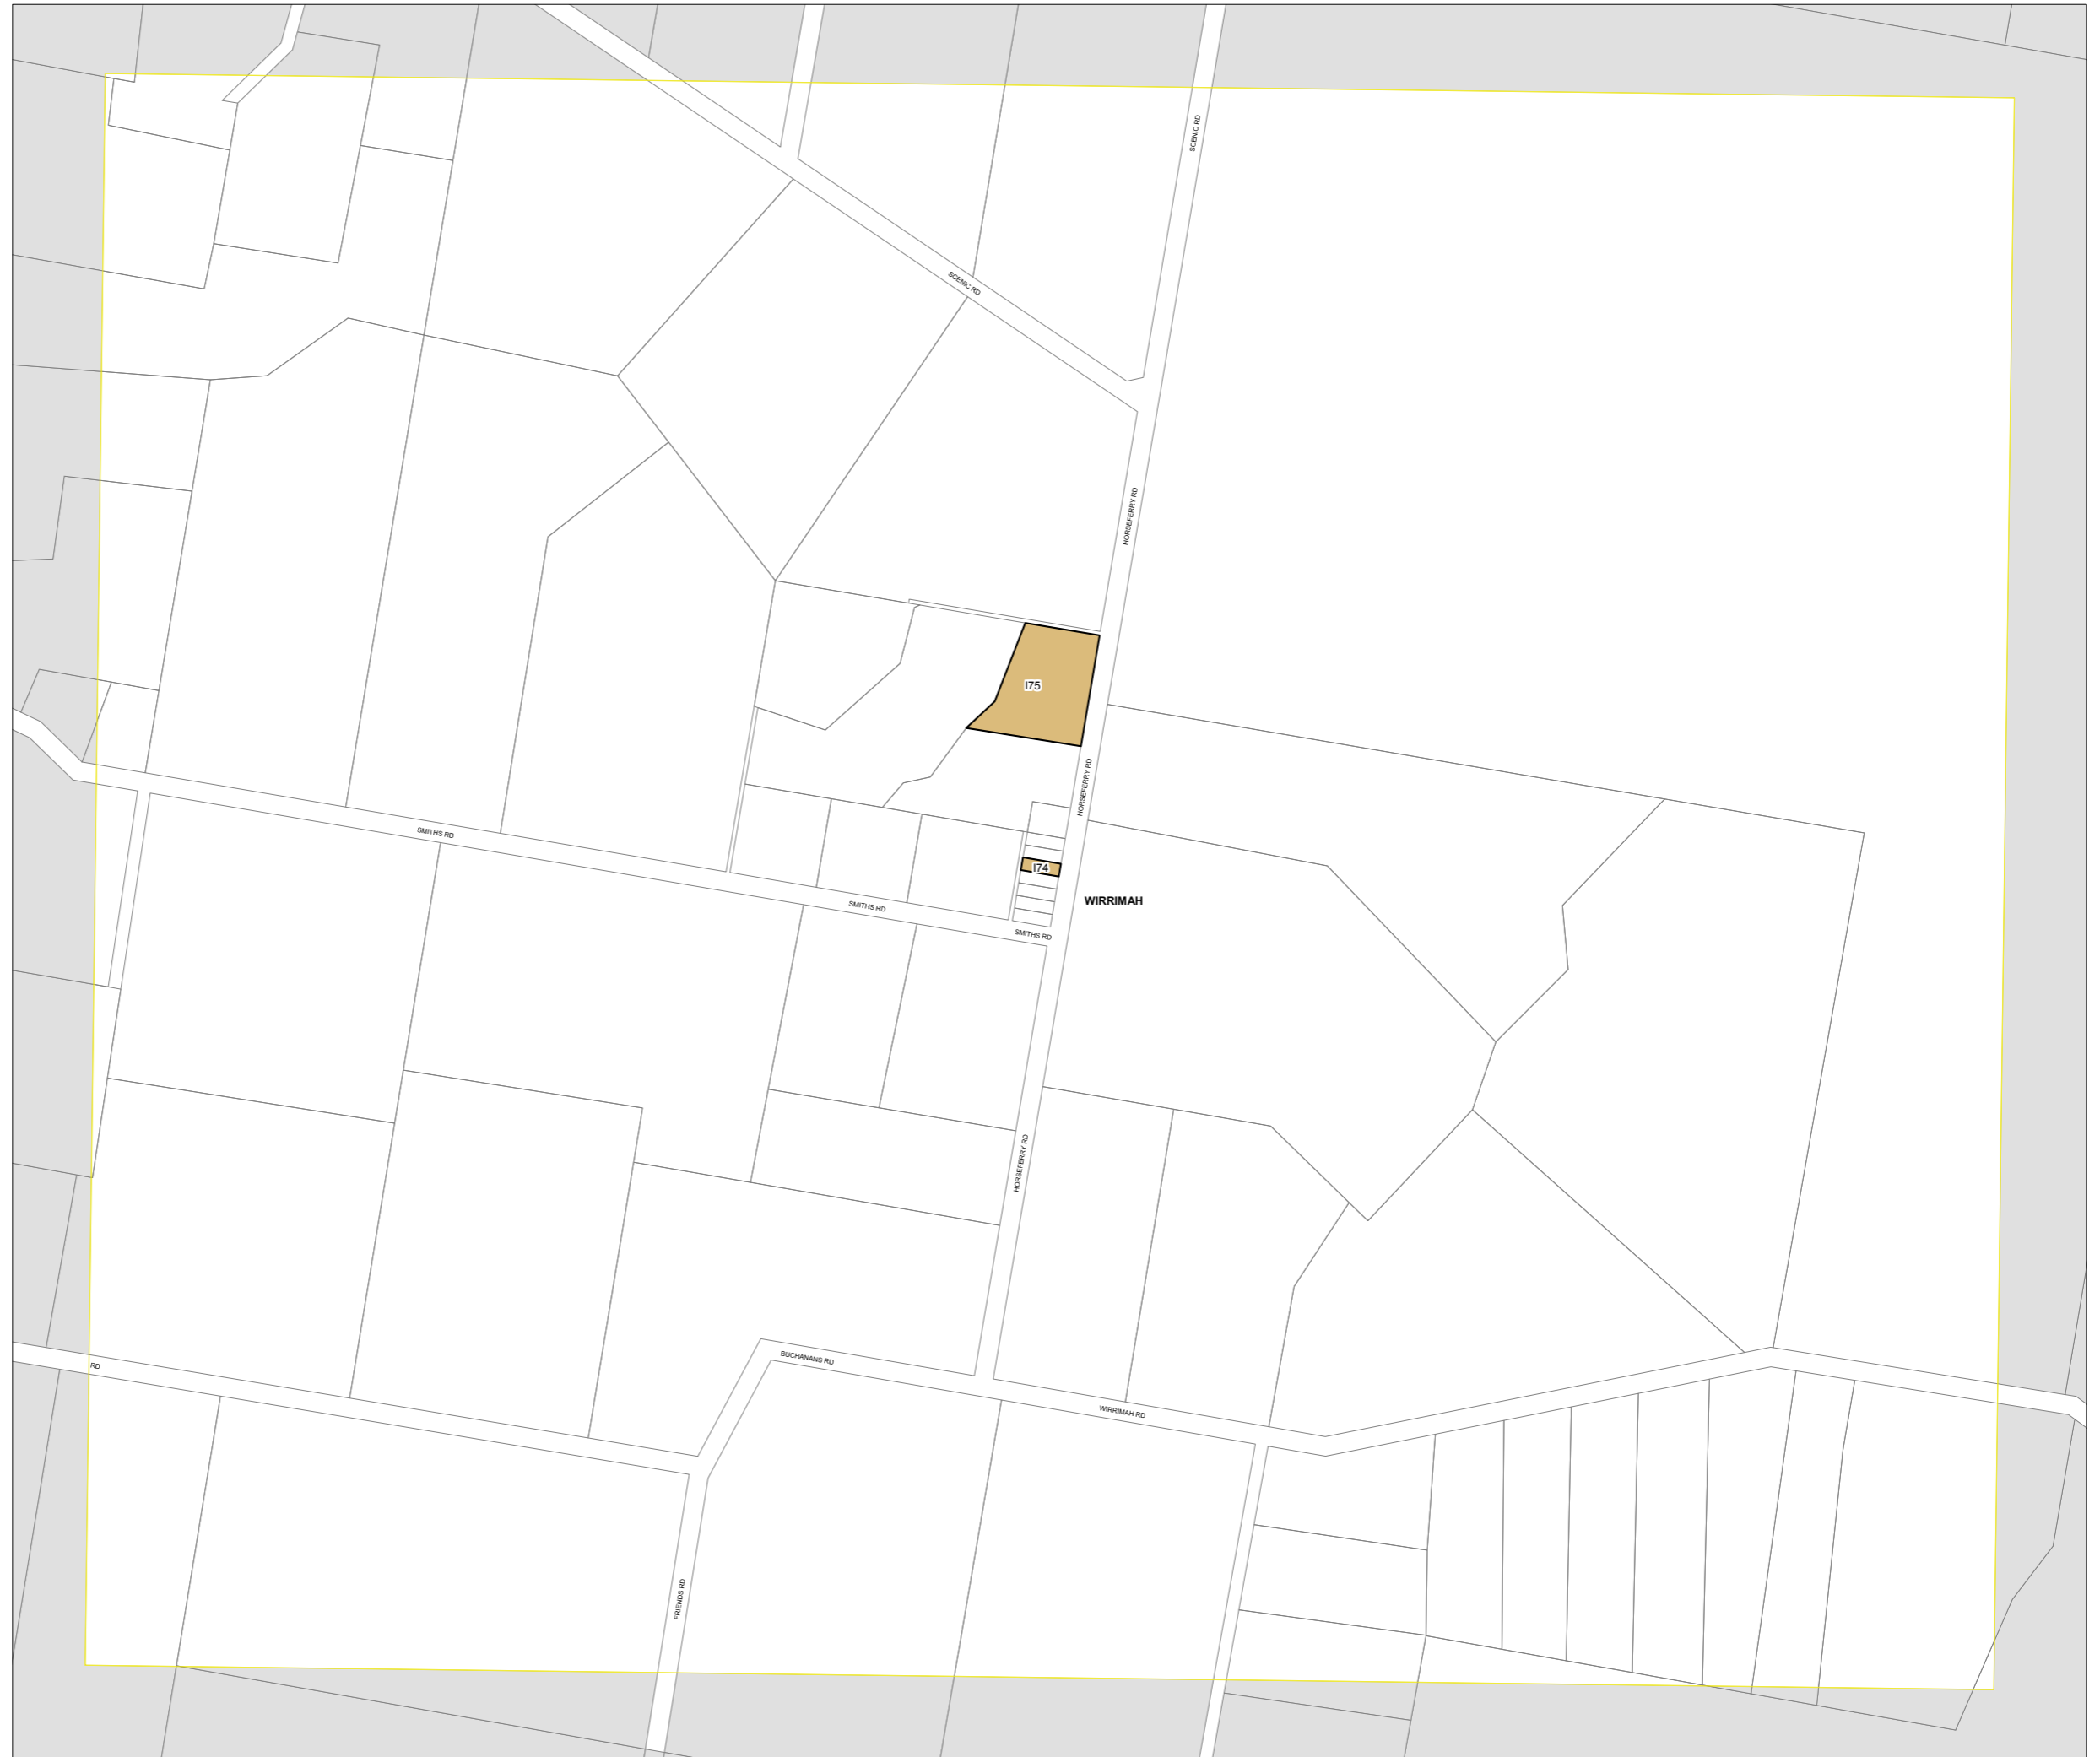 SCENIC RD
SCENIC RD
HORSEFERRY RD
I75
HORSEFERRY RD
SMITHS RD
I74
WIRRIMAH
SMITHS RD
SMITHS RD
HORSEFERRY RD
BUCHANANS RD
RD
WIRRIMAH RD
FRIENDS RD